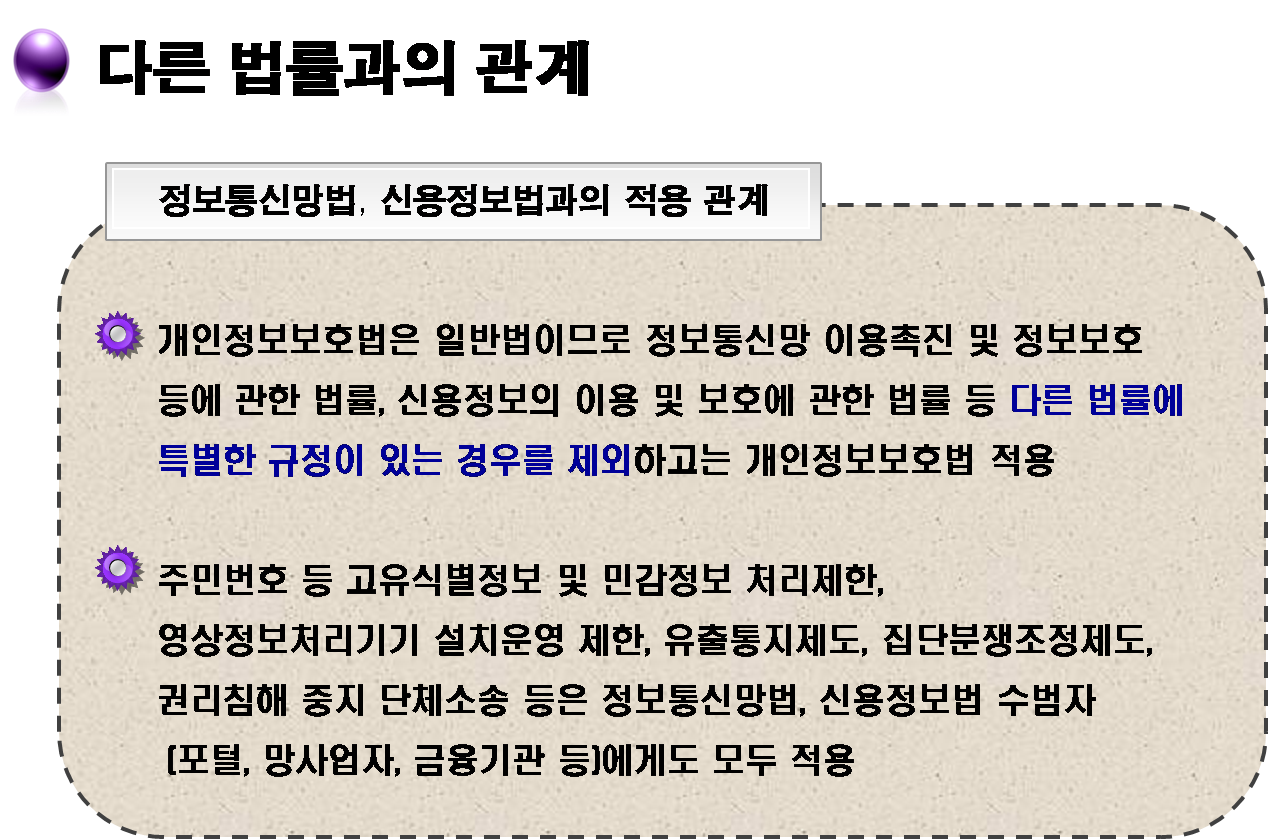 다른 법률과의 관계
정보통신망법, 신용정보법과의 적용 관계
개인정보보호법은 일반법이므로 정보통신망 이용촉진 및 정보보호
등에 관한 법률, 신용정보의 이용 및 보호에 관한 법률 등 다른 법률에
특별한 규정이 있는 경우를 제외하고는 개인정보보호법 적용
주민번호 등 고유식별정보 및 민감정보 처리제한,
영상정보처리기기 설치운영 제한, 유출통지제도, 집단분쟁조정제도,
권리침해 중지 단체소송 등은 정보통신망법, 신용정보법 수범자
(포털, 망사업자, 금융기관 등)에게도 모두 적용